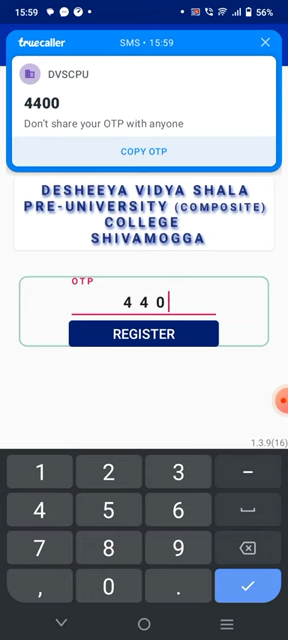 15:59
56%
truecaller
SMS • 15:59
DVSCPU
4400
Don't share your OTP with anyone
COPY OTP
DESHEEYA VIDYA SHALA
PRE-UNIVERSITY (COMPOSITE)
COLLEGE
SHIVAMOGGA
OTP
440
REGISTER
1.3.9(16)
1 2 3 -
4 5 6
7 8 9
, 0 .